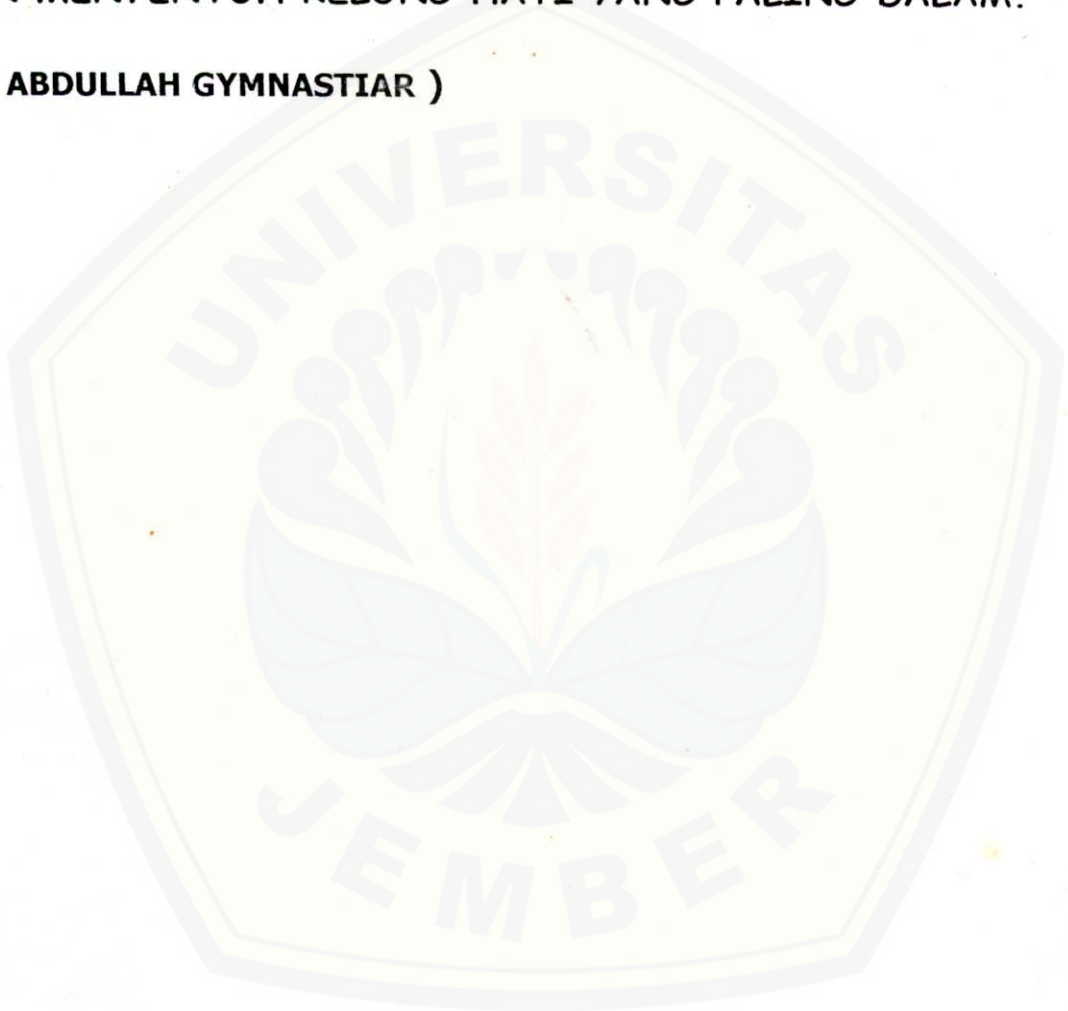 MENYENTUH RELUNG HATI YANG PALING DALAM.
ABDULLAH GYMNASTIAR )
UNIVERSITAS
JEMBER